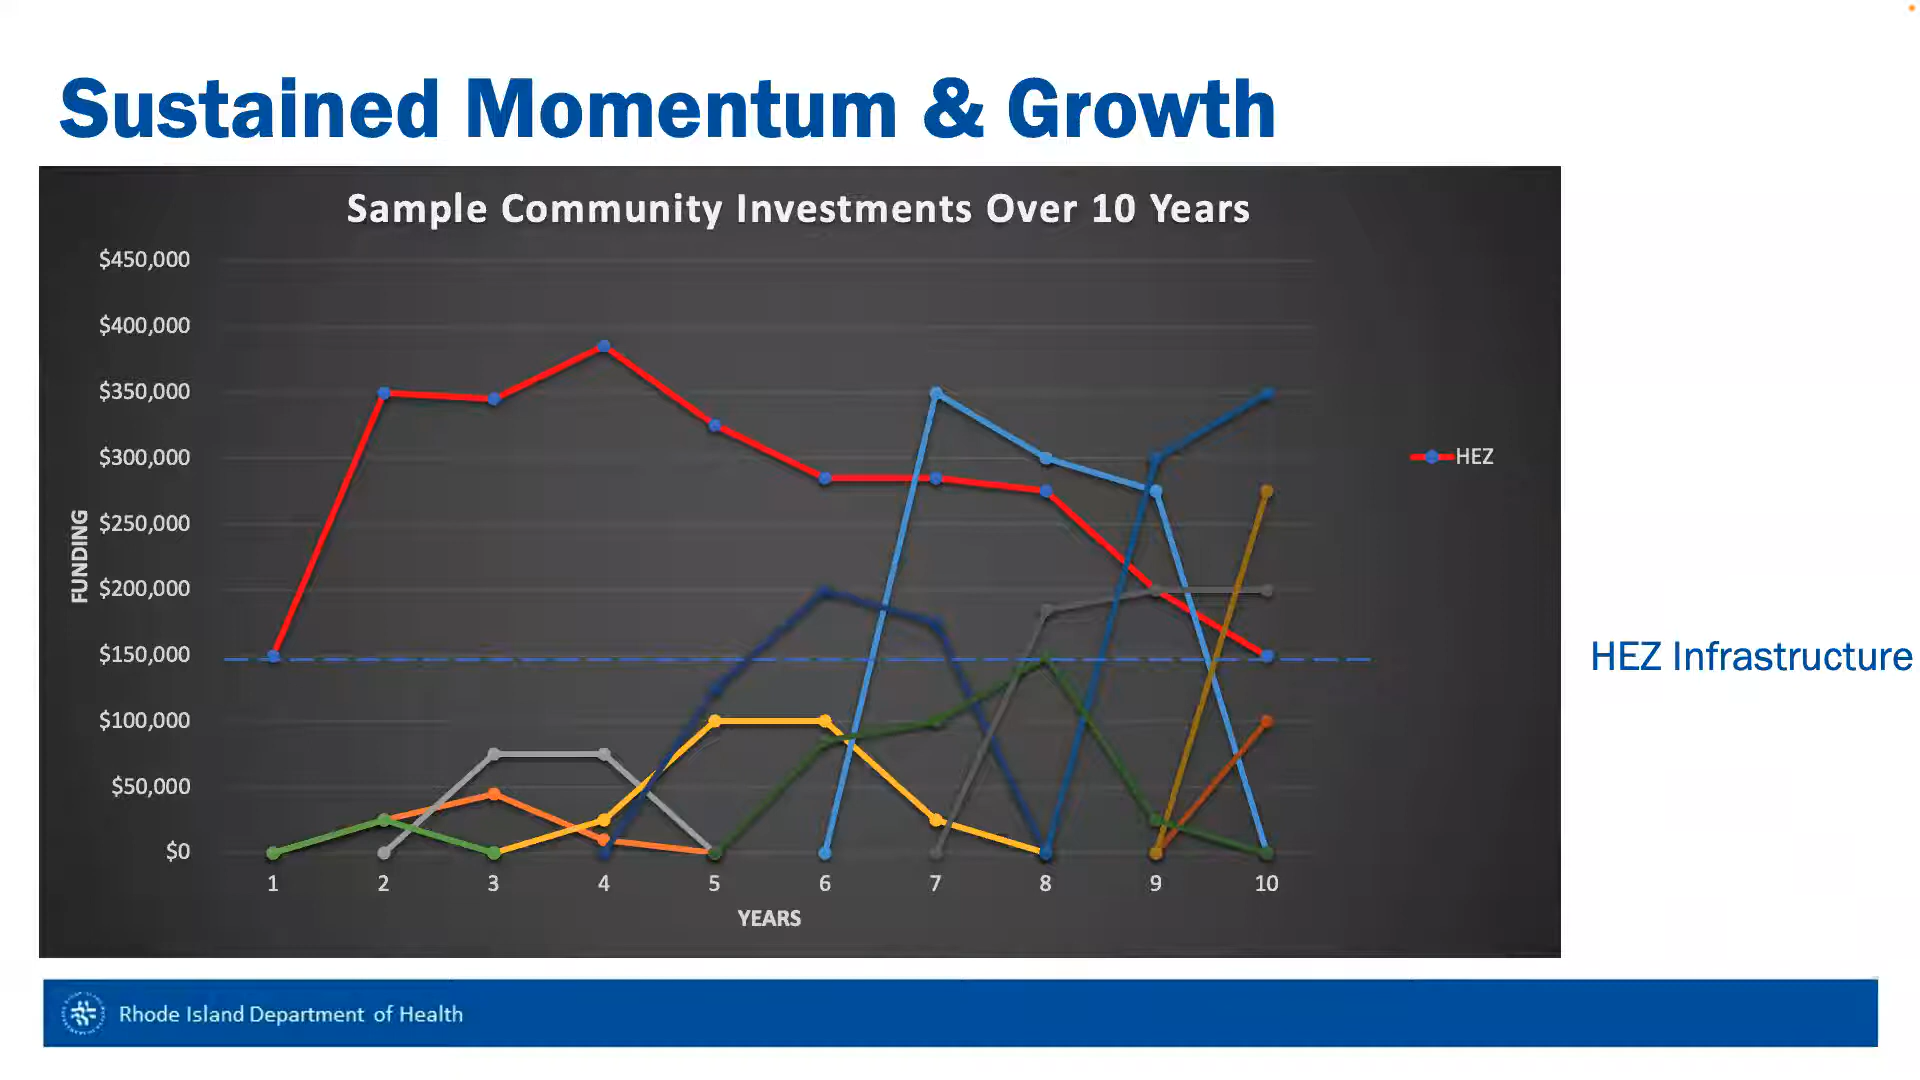 Sustained Momentum & Growth
Sample Community Investments Over 10 Years
$450,000
$400,000
$350,000
$300,000
$250,000
$200,000
$150,000
$100,000
$50,000
$0
FUNDING
1 2 3 4 5 6 7 8 9 10
YEARS
HEZ
HEZ Infrastructure
Rhode Island Department of Health